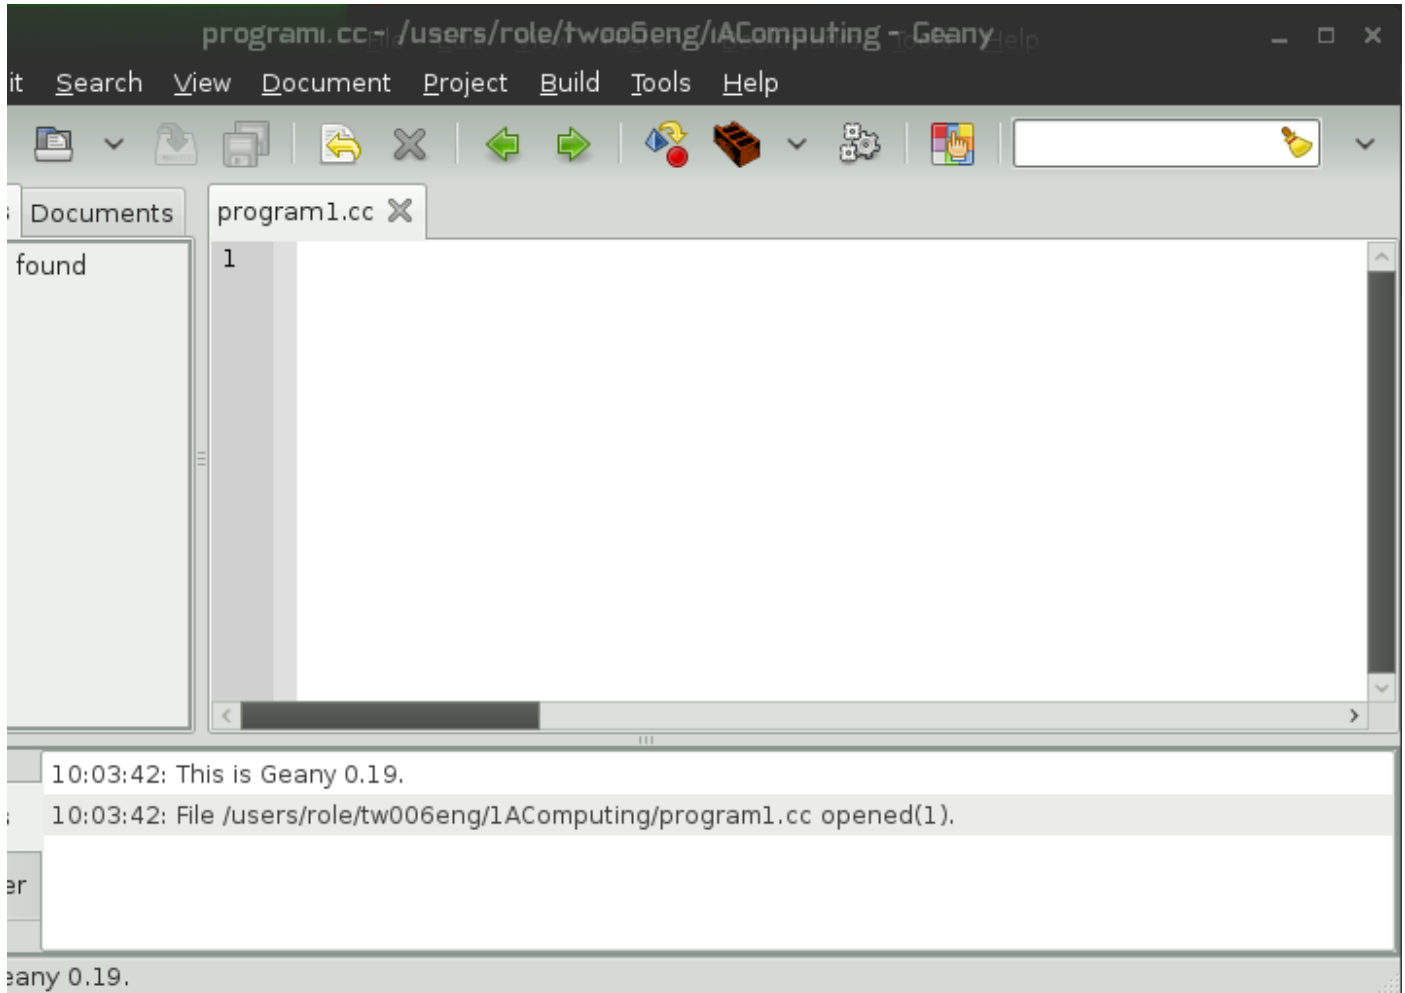 program1.cc - /users/role/tw006eng/1AComputing - Geany
it Search View Document Project Build Tools Help
Documents program1.cc
found
1
10:03:42: This is Geany 0.19.
10:03:42: File /users/role/tw006eng/1AComputing/program1.cc opened(1).
er
eany 0.19.